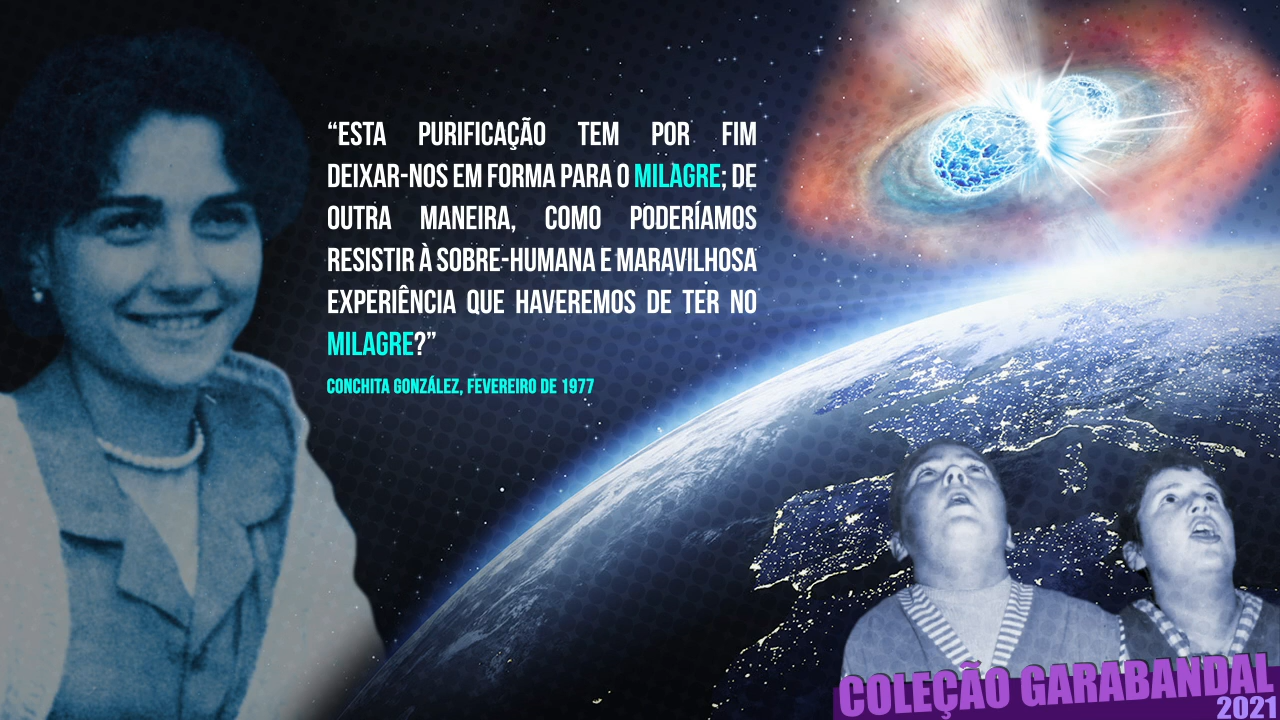 “ESTA PURIFICAÇÃO TEM POR FIM
DEIXAR-NOS EM FORMA PARA O MILAGRE; DE
OUTRA MANEIRA, COMO PODERÍAMOS
RESISTIR À SOBRE-HUMANA E MARAVILHOSA
EXPERIÊNCIA QUE HAVEREMOS DE TER NO
MILAGRE?”
CONCHITA GONZÁLEZ, FEVEREIRO DE 1977
COLEÇÃO GARABANDAL
2021